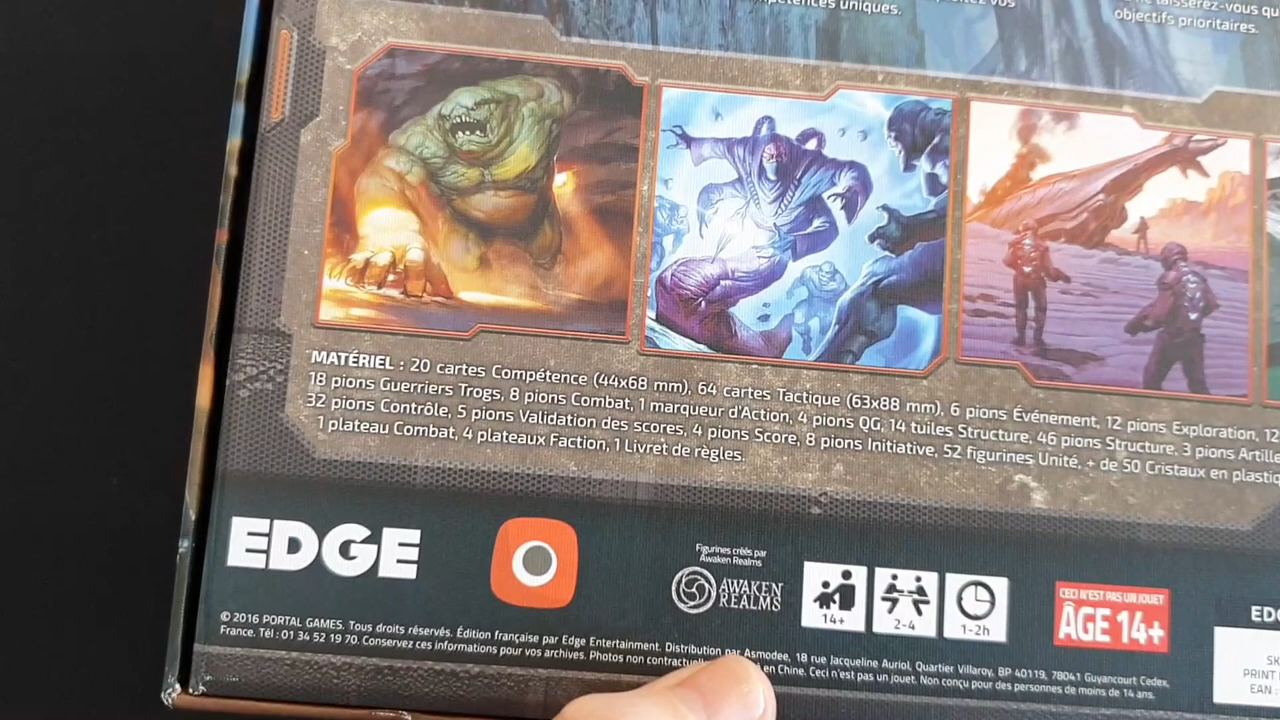 compétences uniques.
vos
laisserez-vous
objectifs prioritaires.
MATÉRIEL : 20 cartes Compétence (44x68 mm), 64 cartes Tactique (63x88 mm), 6 pions Événement, 12 pions Exploration, 12
18 pions Guerriers Trogs, 8 pions Combat, 1 marqueur d'Action, 4 pions QG, 14 tuiles Structure, 46 pions Structure, 3 pions
32 pions Contrôle, 5 pions Validation des scores, 4 pions Score, 8 pions Initiative, 52 figurines Unité, + de 50 Cristaux en
1 plateau Combat, 4 plateaux Faction, 1 Livret de règles.
EDGE
Figurines créés par
Awaken Realms
AWAKEN
REALMS
14+
2-4
1-2h
CECI N'EST PAS UN JOUET
ÂGE 14+
© 2016 PORTAL GAMES. Tous droits réservés. Édition française par Edge Entertainment. Distribution par Asmodee, 18 rue Jacqueline Auriol, Quartier Villaroy, BP 40119, 78041 Guyancourt Cedex,
France. Tél : 01 34 52 19 70. Conservez ces informations pour vos archives. Photos non en Chine. Ceci n'est pas un jouet. Non conçu pour des personnes de moins de 14 ans.
PRINT
EAN